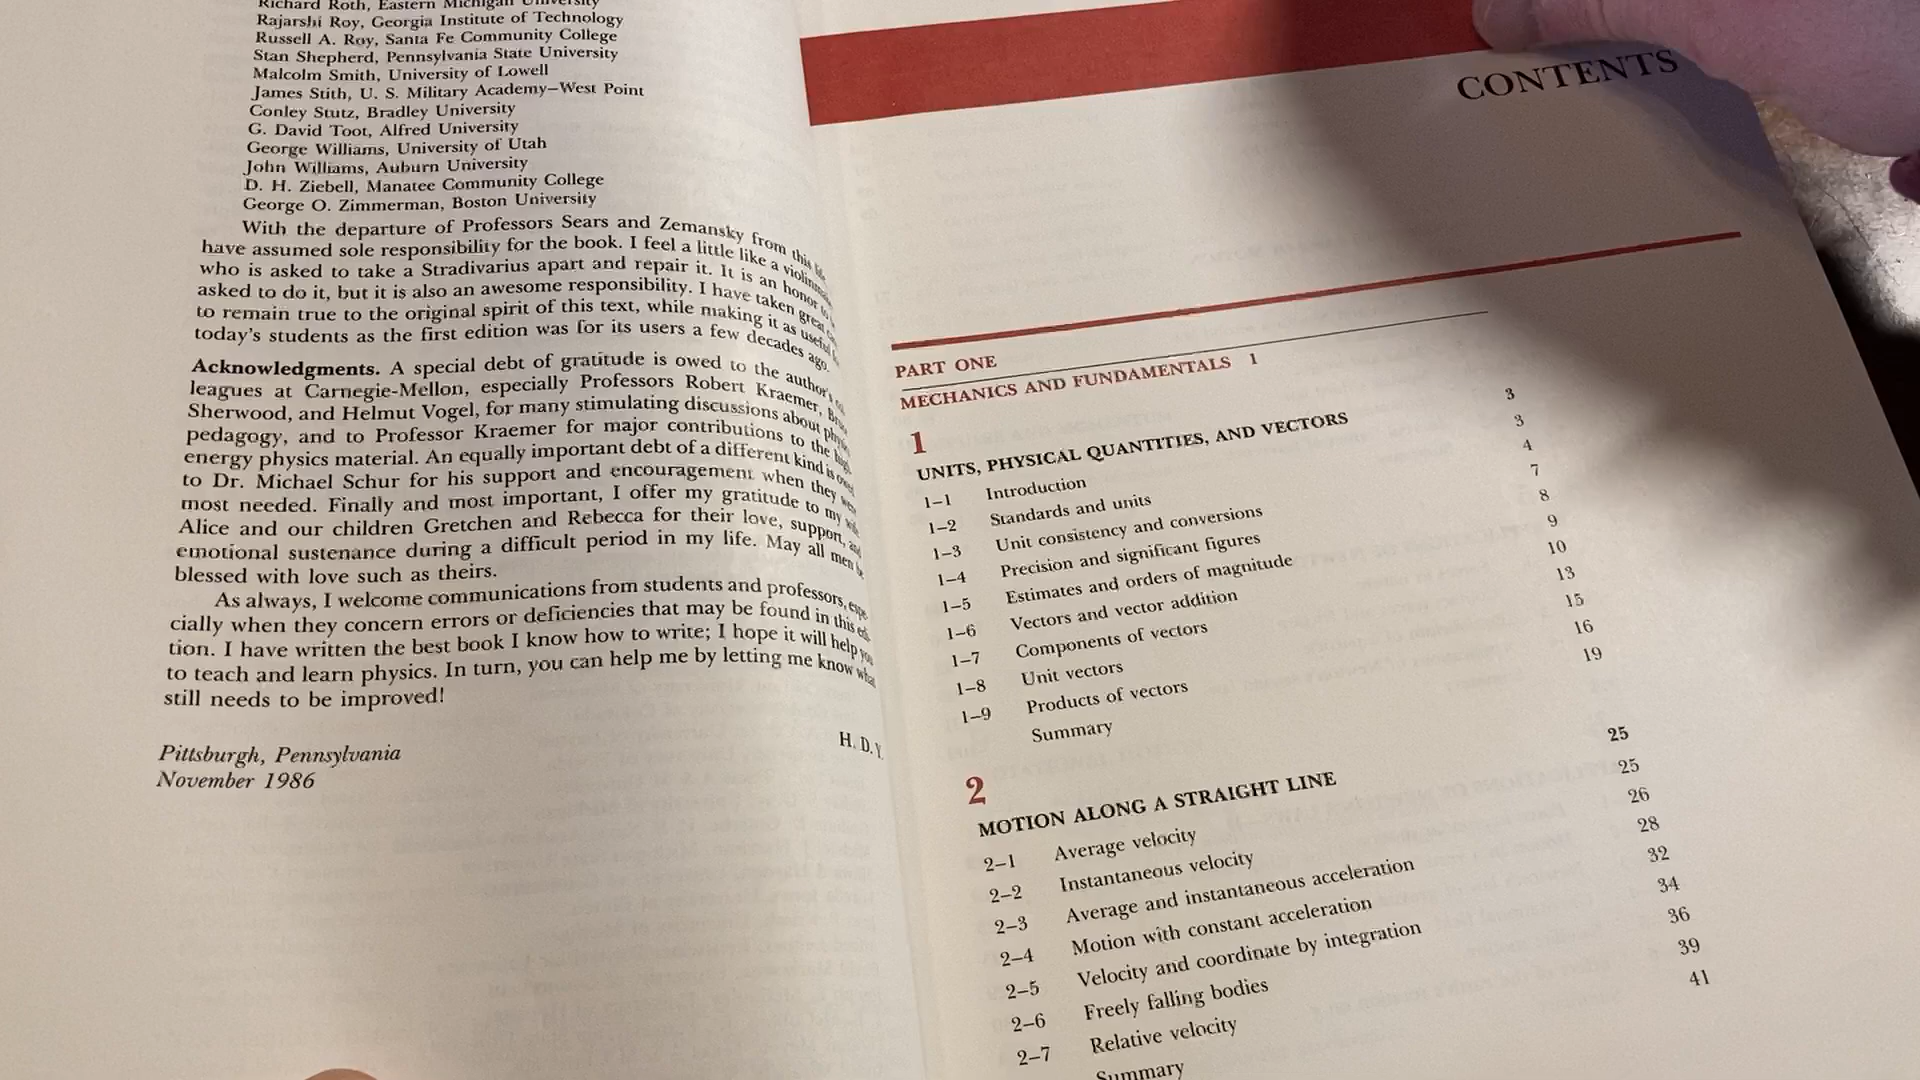 Richard Roth, Eastern Michigan University
Rajarshi Roy, Georgia Institute of Technology
Russell A. Roy, Santa Fe Community College
Stan Shepherd, Pennsylvania State University
Malcolm Smith, University of Lowell
James Stith, U. S. Military Academy—West Point
Conley Stutz, Bradley University
G. David Toot, Alfred University
George Williams, University of Utah
John Williams, Auburn University
D. H. Ziebell, Manatee Community College
George O. Zimmerman, Boston University
With the departure of Professors Sears and Zemansky from this
have assumed sole responsibility for the book. I feel a little like a
who is asked to take a Stradivarius apart and repair it. It is an honor to
asked to do it, but it is also an awesome responsibility. I have taken great
to remain true to the original spirit of this text, while making it as useful
today's students as the first edition was for its users a few decades ago.
Acknowledgments. A special debt of gratitude is owed to the author's
leagues at Carnegie-Mellon, especially Professors Robert Kraemer,
Sherwood, and Helmut Vogel, for many stimulating discussions about
pedagogy, and to Professor Kraemer for major contributions to the
energy physics material. An equally important debt of a different kind is
to Dr. Michael Schur for his support and encouragement when they were
most needed. Finally and most important, I offer my gratitude to my
Alice and our children Gretchen and Rebecca for their love, support, and
emotional sustenance during a difficult period in my life. May all men be
blessed with love such as theirs.
As always, I welcome communications from students and professors, espe-
cially when they concern errors or deficiencies that may be found in this edi-
tion. I have written the best book I know how to write; I hope it will help you
to teach and learn physics. In turn, you can help me by letting me know what
still needs to be improved!
H. D. Y.
Pittsburgh, Pennsylvania
November 1986
CONTENTS
PART ONE
MECHANICS AND FUNDAMENTALS 1
1
UNITS, PHYSICAL QUANTITIES, AND VECTORS 3
1–1 Introduction 3
1–2 Standards and units 4
1–3 Unit consistency and conversions 7
1–4 Precision and significant figures 8
1–5 Estimates and orders of magnitude 9
1–6 Vectors and vector addition 10
1–7 Components of vectors 13
1–8 Unit vectors 15
1–9 Products of vectors 16
Summary 19
2
MOTION ALONG A STRAIGHT LINE 25
2–1 Average velocity 25
2–2 Instantaneous velocity 26
2–3 Average and instantaneous acceleration 28
2–4 Motion with constant acceleration 32
2–5 Velocity and coordinate by integration 34
2–6 Freely falling bodies 36
2–7 Relative velocity 39
Summary 41